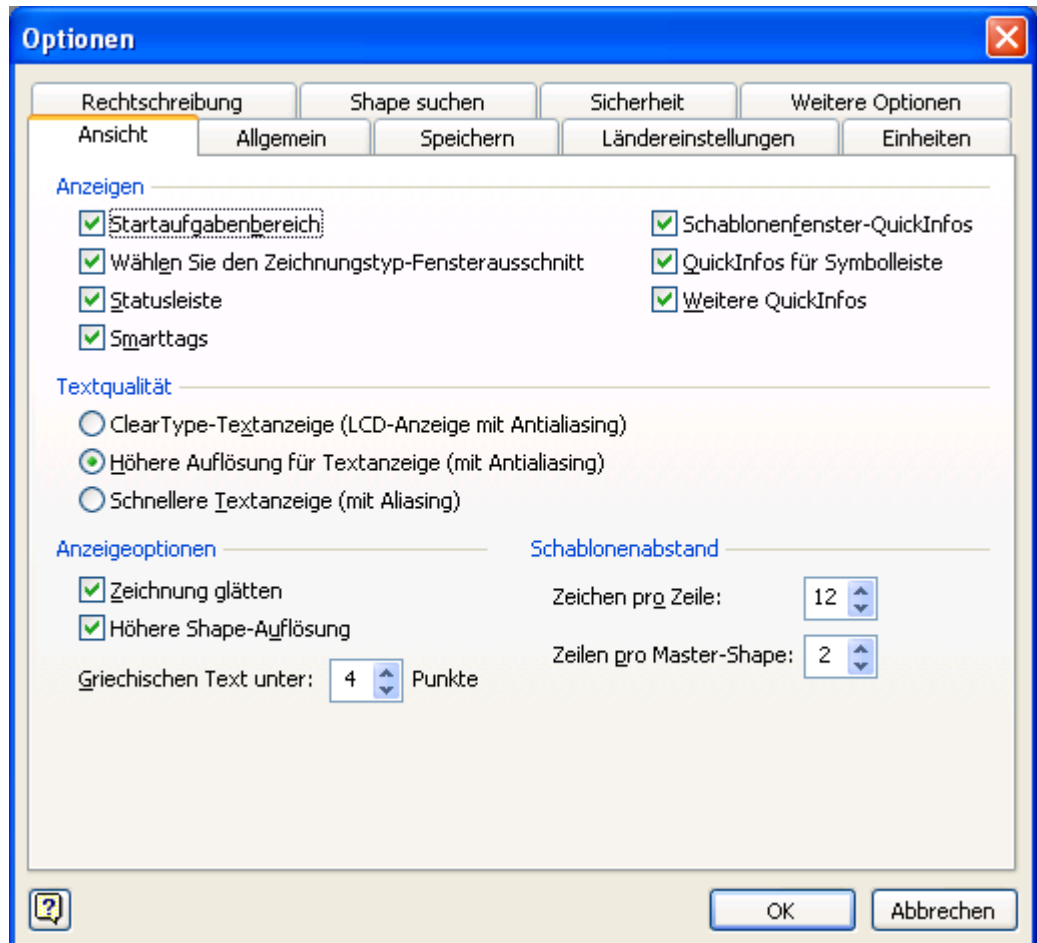 Optionen
Rechtschreibung Shape suchen Sicherheit Weitere Optionen
Ansicht Allgemein Speichern Ländereinstellungen Einheiten
Anzeigen
Startaufgabenbereich Schablonenfenster-QuickInfos
Wählen Sie den Zeichnungstyp-Fensterausschnitt QuickInfos für Symbolleiste
Statusleiste Weitere QuickInfos
Smarttags
Textqualität
ClearType-Textanzeige (LCD-Anzeige mit Antialiasing)
Höhere Auflösung für Textanzeige (mit Antialiasing)
Schnellere Textanzeige (mit Aliasing)
Anzeigeoptionen Schablonenabstand
Zeichnung glätten Zeichen pro Zeile: 12
Höhere Shape-Auflösung
Zeilen pro Master-Shape: 2
Griechischen Text unter: 4 Punkte
OK Abbrechen